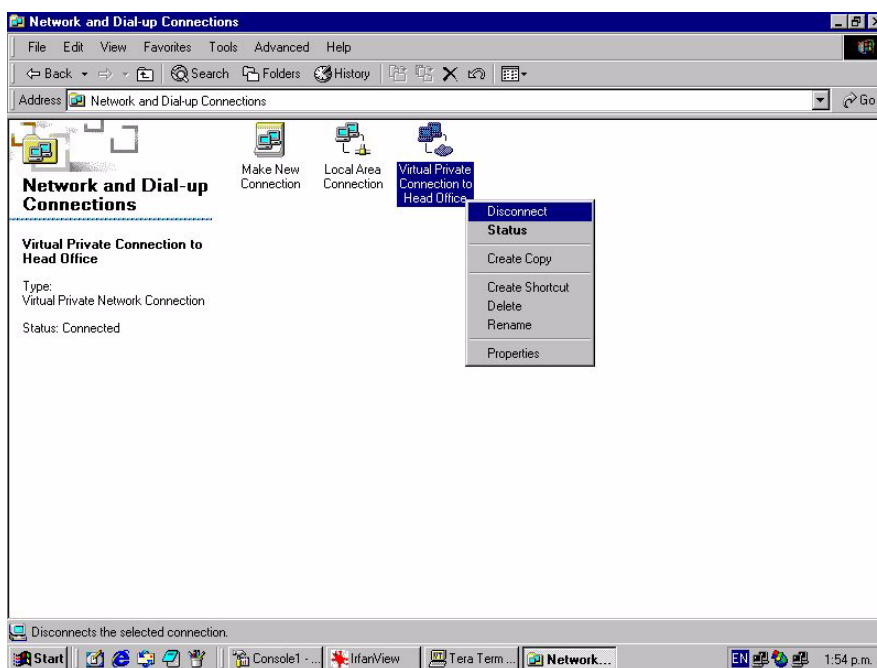 Network and Dial-up Connections
File Edit View Favorites Tools Advanced Help
Back Search Folders History
Address Network and Dial-up Connections Go
Network and Dial-up
Connections
Virtual Private Connection to
Head Office
Type:
Virtual Private Network Connection
Status: Connected
Make New
Connection
Local Area
Connection
Virtual Private
Connection to
Head Office
Disconnect
Status
Create Copy
Create Shortcut
Delete
Rename
Properties
Disconnects the selected connection.
Start Console1 - ... IrfanView Tera Term ... Network... EN 1:54 p.m.